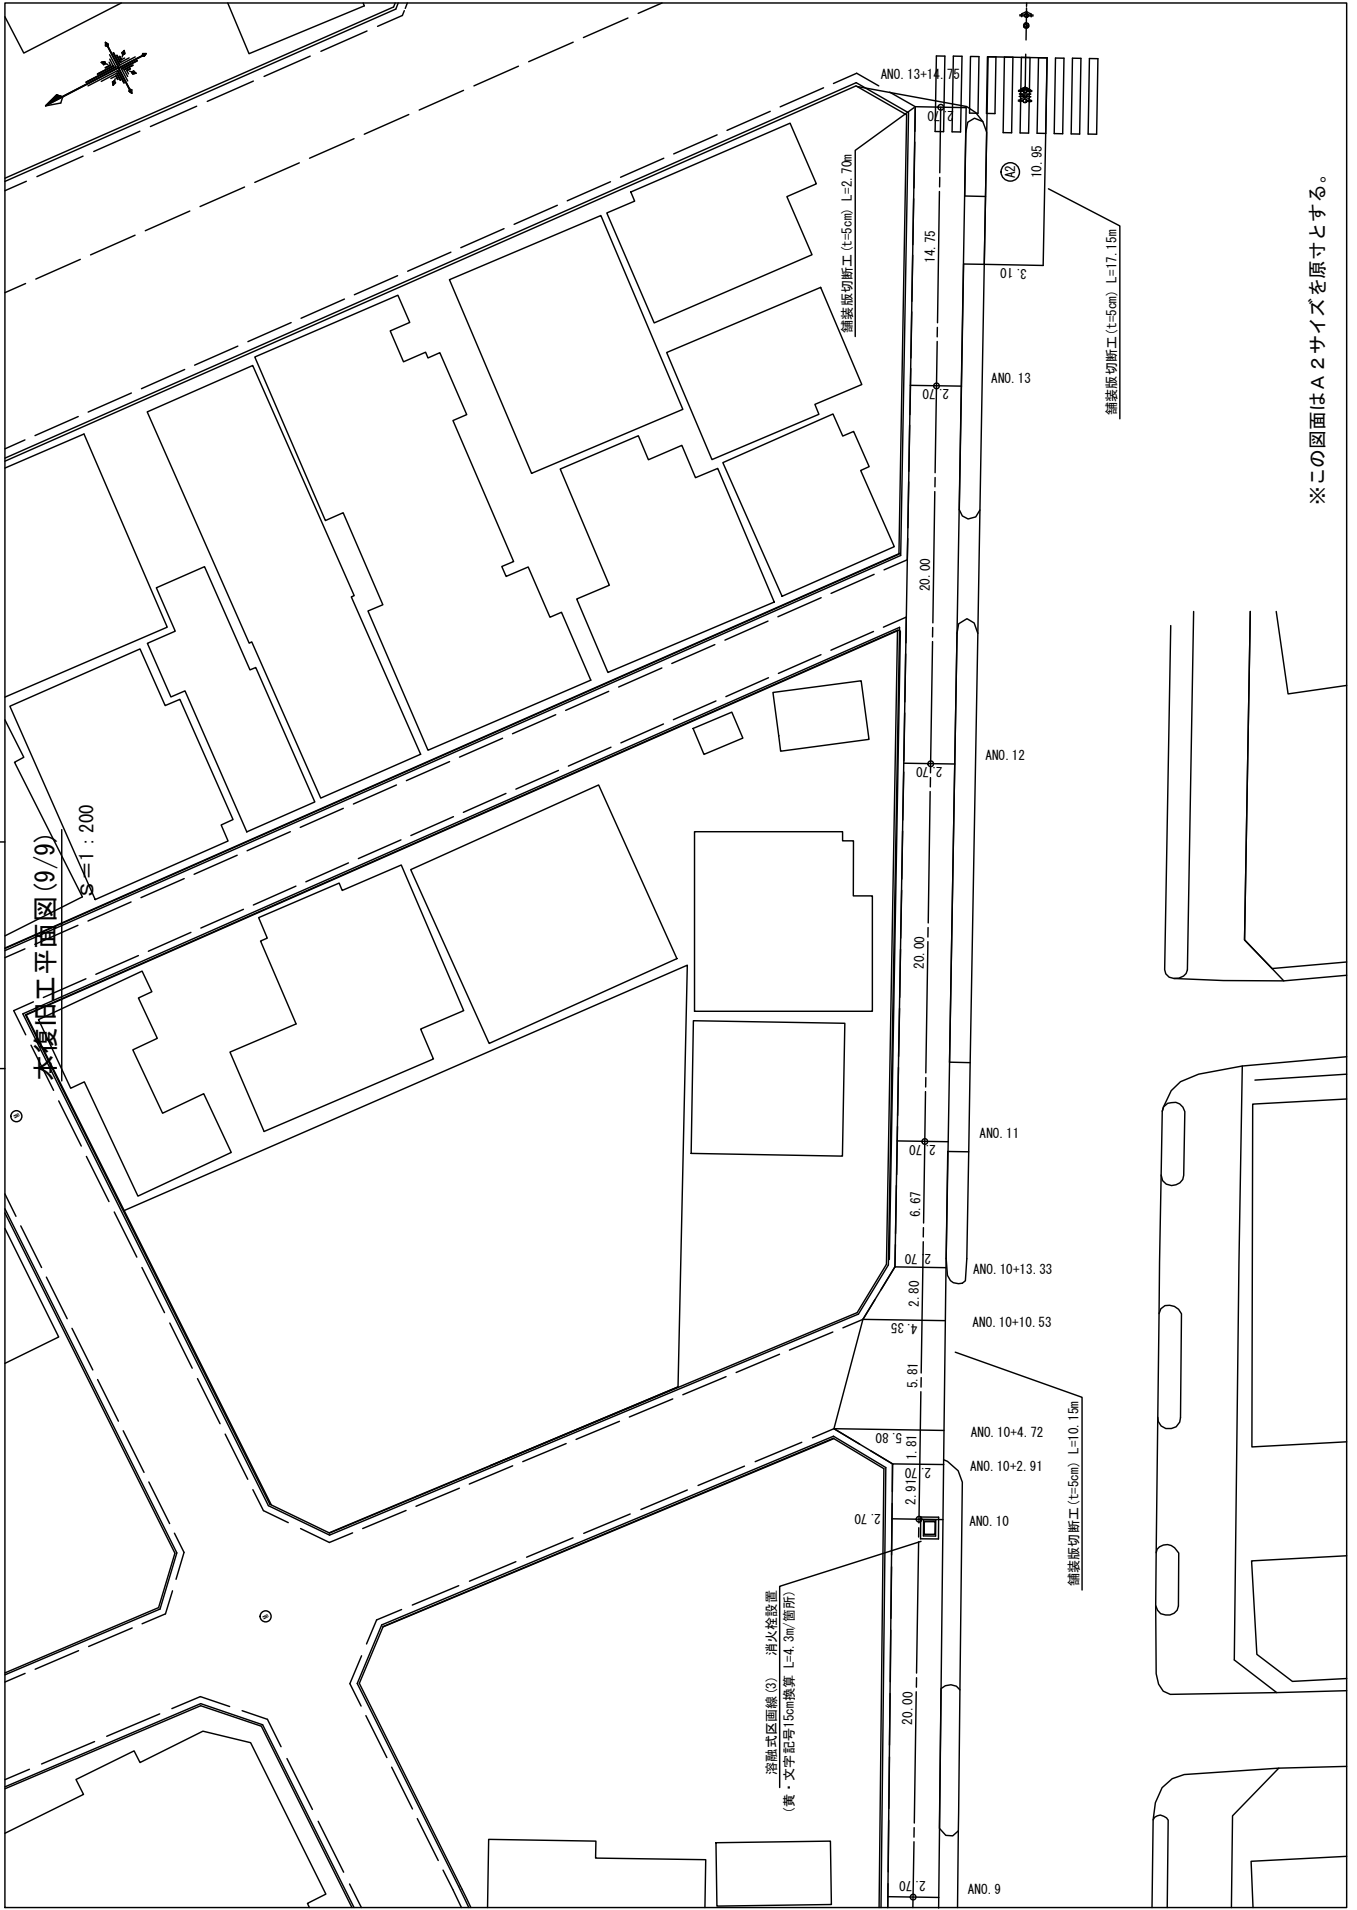 本復旧工平面図(9/9)
S=1:200
ANO. 13+14.75
2.70
舗装版切断工(t=5cm) L=2.70m
A2
10.95
14.75
3.10
舗装版切断工(t=5cm) L=17.15m
ANO. 13
2.70
20.00
ANO. 12
2.70
20.00
ANO. 11
2.70
6.67
ANO. 10+13.33
2.70
2.80
ANO. 10+10.53
4.35
5.81
ANO. 10+4.72
5.80
1.81
ANO. 10+2.91
2.70
2.91
ANO. 10
2.70
舗装版切断工(t=5cm) L=10.15m
溶融式区画線(3) 消火栓設置
(黄・文字記号15cm換算 L=4.3m/箇所)
20.00
ANO. 9
2.70
※この図面はA2サイズを原寸とする。